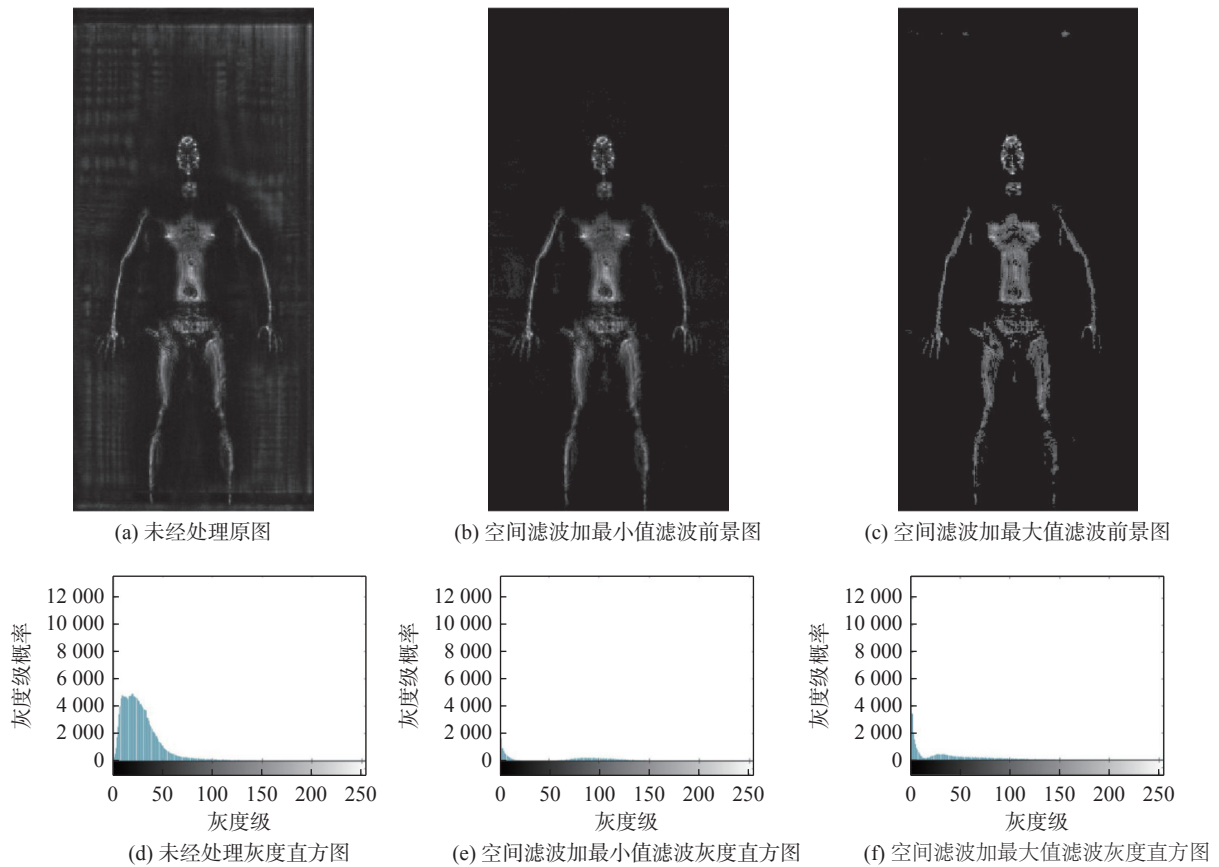 (a) 未经处理原图
(b) 空间滤波加最小值滤波前景图
(c) 空间滤波加最大值滤波前景图
12 000
10 000
8 000
6 000
4 000
2 000
0
灰度级概率
0 50 100 150 200 250
灰度级
(d) 未经处理灰度直方图
12 000
10 000
8 000
6 000
4 000
2 000
0
灰度级概率
0 50 100 150 200 250
灰度级
(e) 空间滤波加最小值滤波灰度直方图
12 000
10 000
8 000
6 000
4 000
2 000
0
灰度级概率
0 50 100 150 200 250
灰度级
(f) 空间滤波加最大值滤波灰度直方图